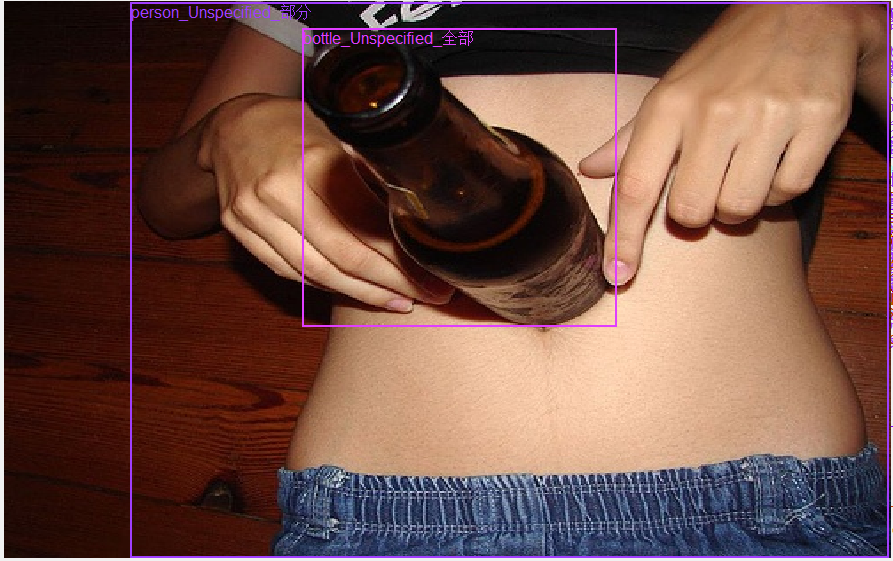 person_Unspecified_部分
bottle_Unspecified_全部